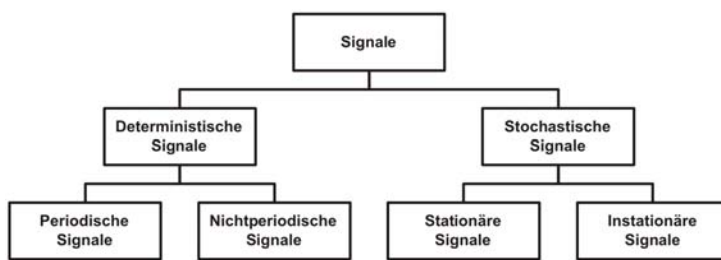 Signale
Deterministische
Signale
Stochastische
Signale
Periodische
Signale
Nichtperiodische
Signale
Stationäre
Signale
Instationäre
Signale